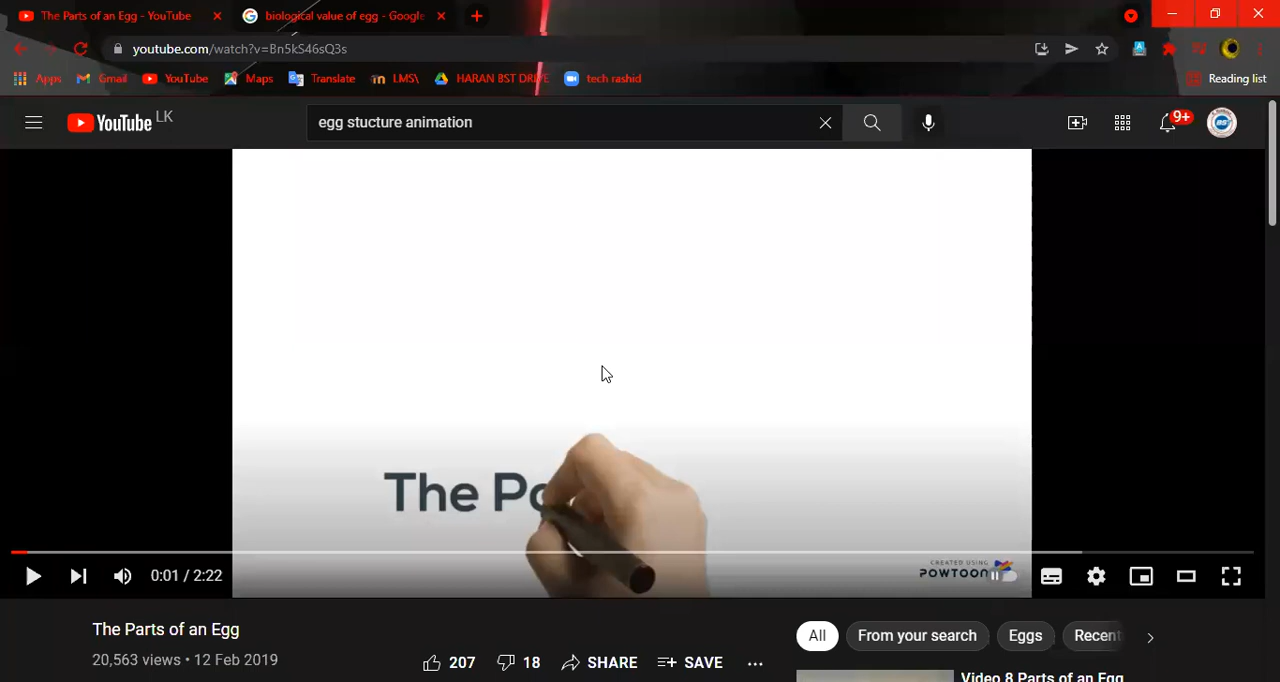 The Parts of an Egg - YouTube
biological value of egg - Google
youtube.com/watch?v=Bn5kS46sQ3s
Apps
Gmail
YouTube
Maps
Translate
LMS\
HARAN BST DRIVE
tech rashid
Reading list
YouTube LK
egg stucture animation
9+
The Pa
CREATED USING
POWTOON
0:01 / 2:22
The Parts of an Egg
20,563 views • 12 Feb 2019
207
18
SHARE
SAVE
All
From your search
Eggs
Recent
Video 8 Parts of an Egg